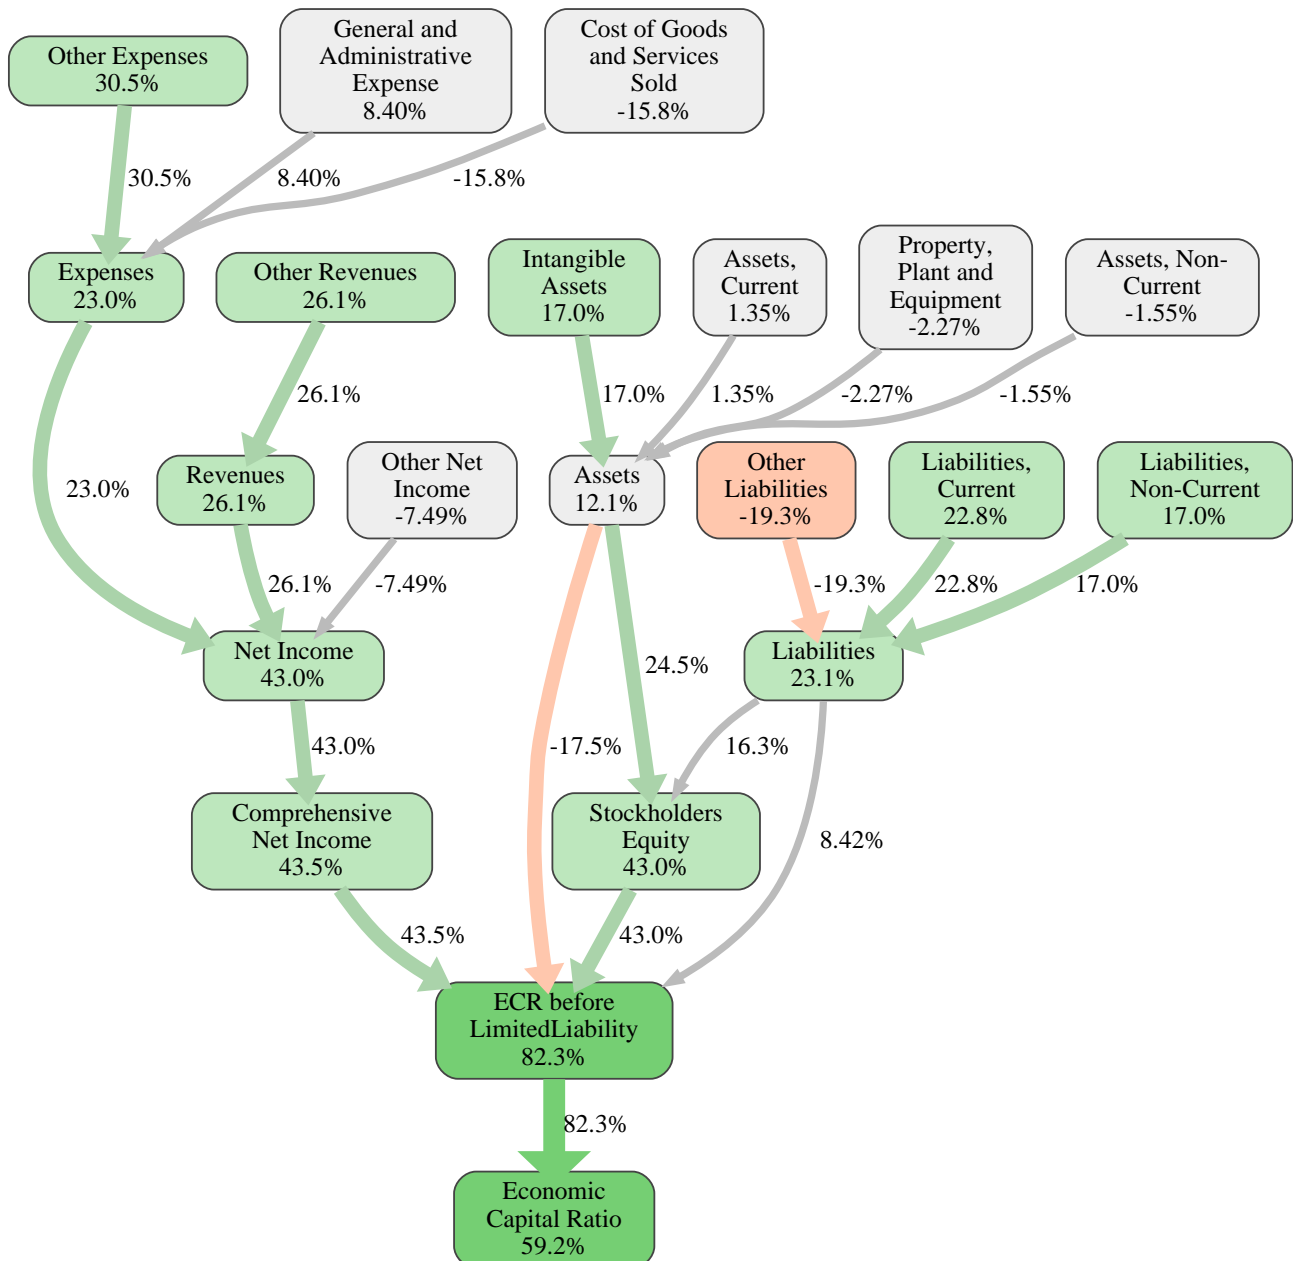 Other Expenses
30.5%
General and
Administrative
Expense
8.40%
Cost of Goods
and Services
Sold
-15.8%
30.5%
8.40%
-15.8%
Expenses
23.0%
Other Revenues
26.1%
Intangible
Assets
17.0%
Assets,
Current
1.35%
Property,
Plant and
Equipment
-2.27%
Assets, Non-
Current
-1.55%
26.1%
17.0%
1.35%
-2.27%
-1.55%
23.0%
Revenues
26.1%
Other Net
Income
-7.49%
Assets
12.1%
Other
Liabilities
-19.3%
Liabilities,
Current
22.8%
Liabilities,
Non-Current
17.0%
26.1%
-7.49%
-19.3%
22.8%
17.0%
Net Income
43.0%
24.5%
Liabilities
23.1%
43.0%
-17.5%
16.3%
Comprehensive
Net Income
43.5%
Stockholders
Equity
43.0%
8.42%
43.5%
43.0%
ECR before
LimitedLiability
82.3%
82.3%
Economic
Capital Ratio
59.2%